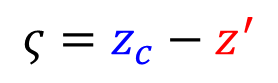 ς = z_c − z′